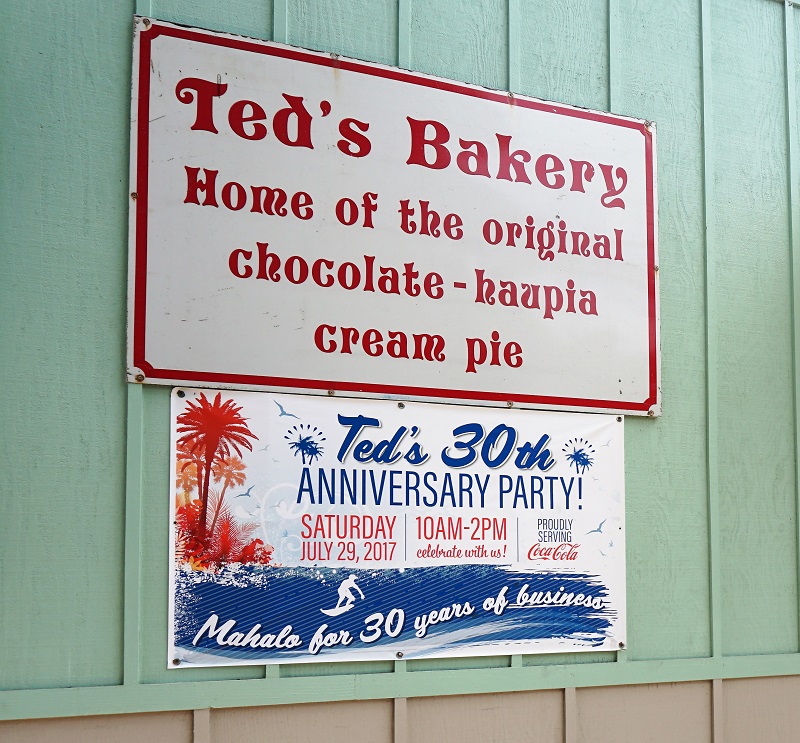 Ted's Bakery
Home of the original
chocolate-haupia
cream pie
Ted's 30th
ANNIVERSARY PARTY!
SATURDAY
JULY 29, 2017
10AM-2PM
celebrate with us!
PROUDLY
SERVING
Coca-Cola
Mahalo for 30 years of business